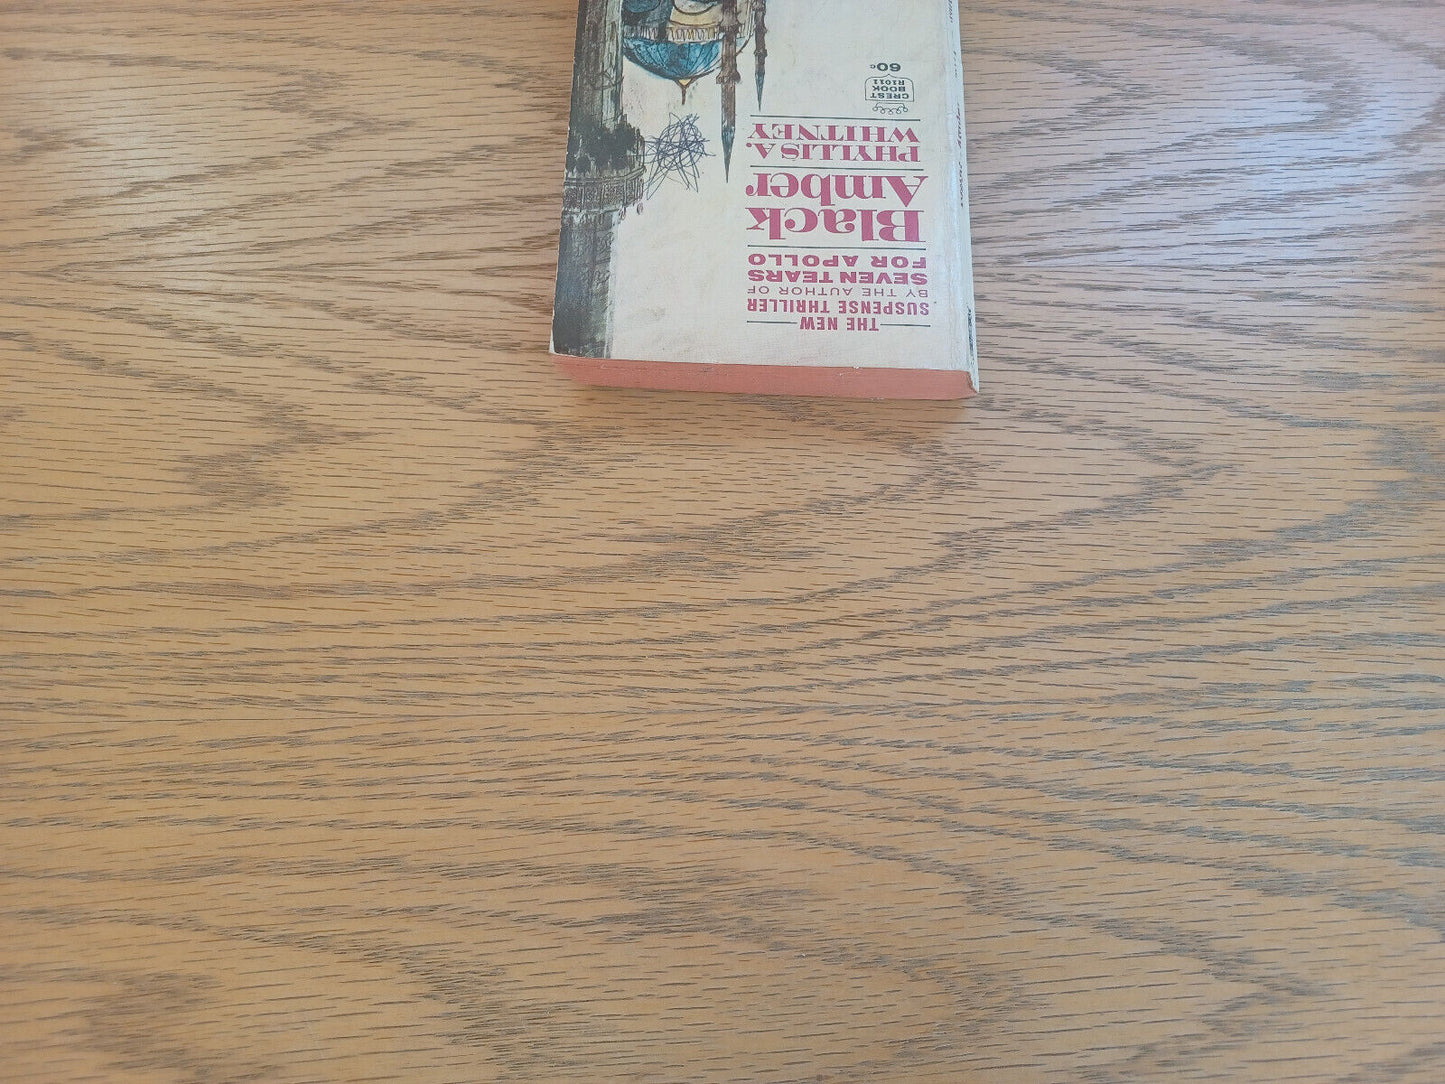 THE NEW
SUSPENSE THRILLER
BY THE AUTHOR OF
SEVEN TEARS
FOR APOLLO
Black
Amber
PHYLLIS A.
WHITNEY
CREST
BOOK
R1011
60c